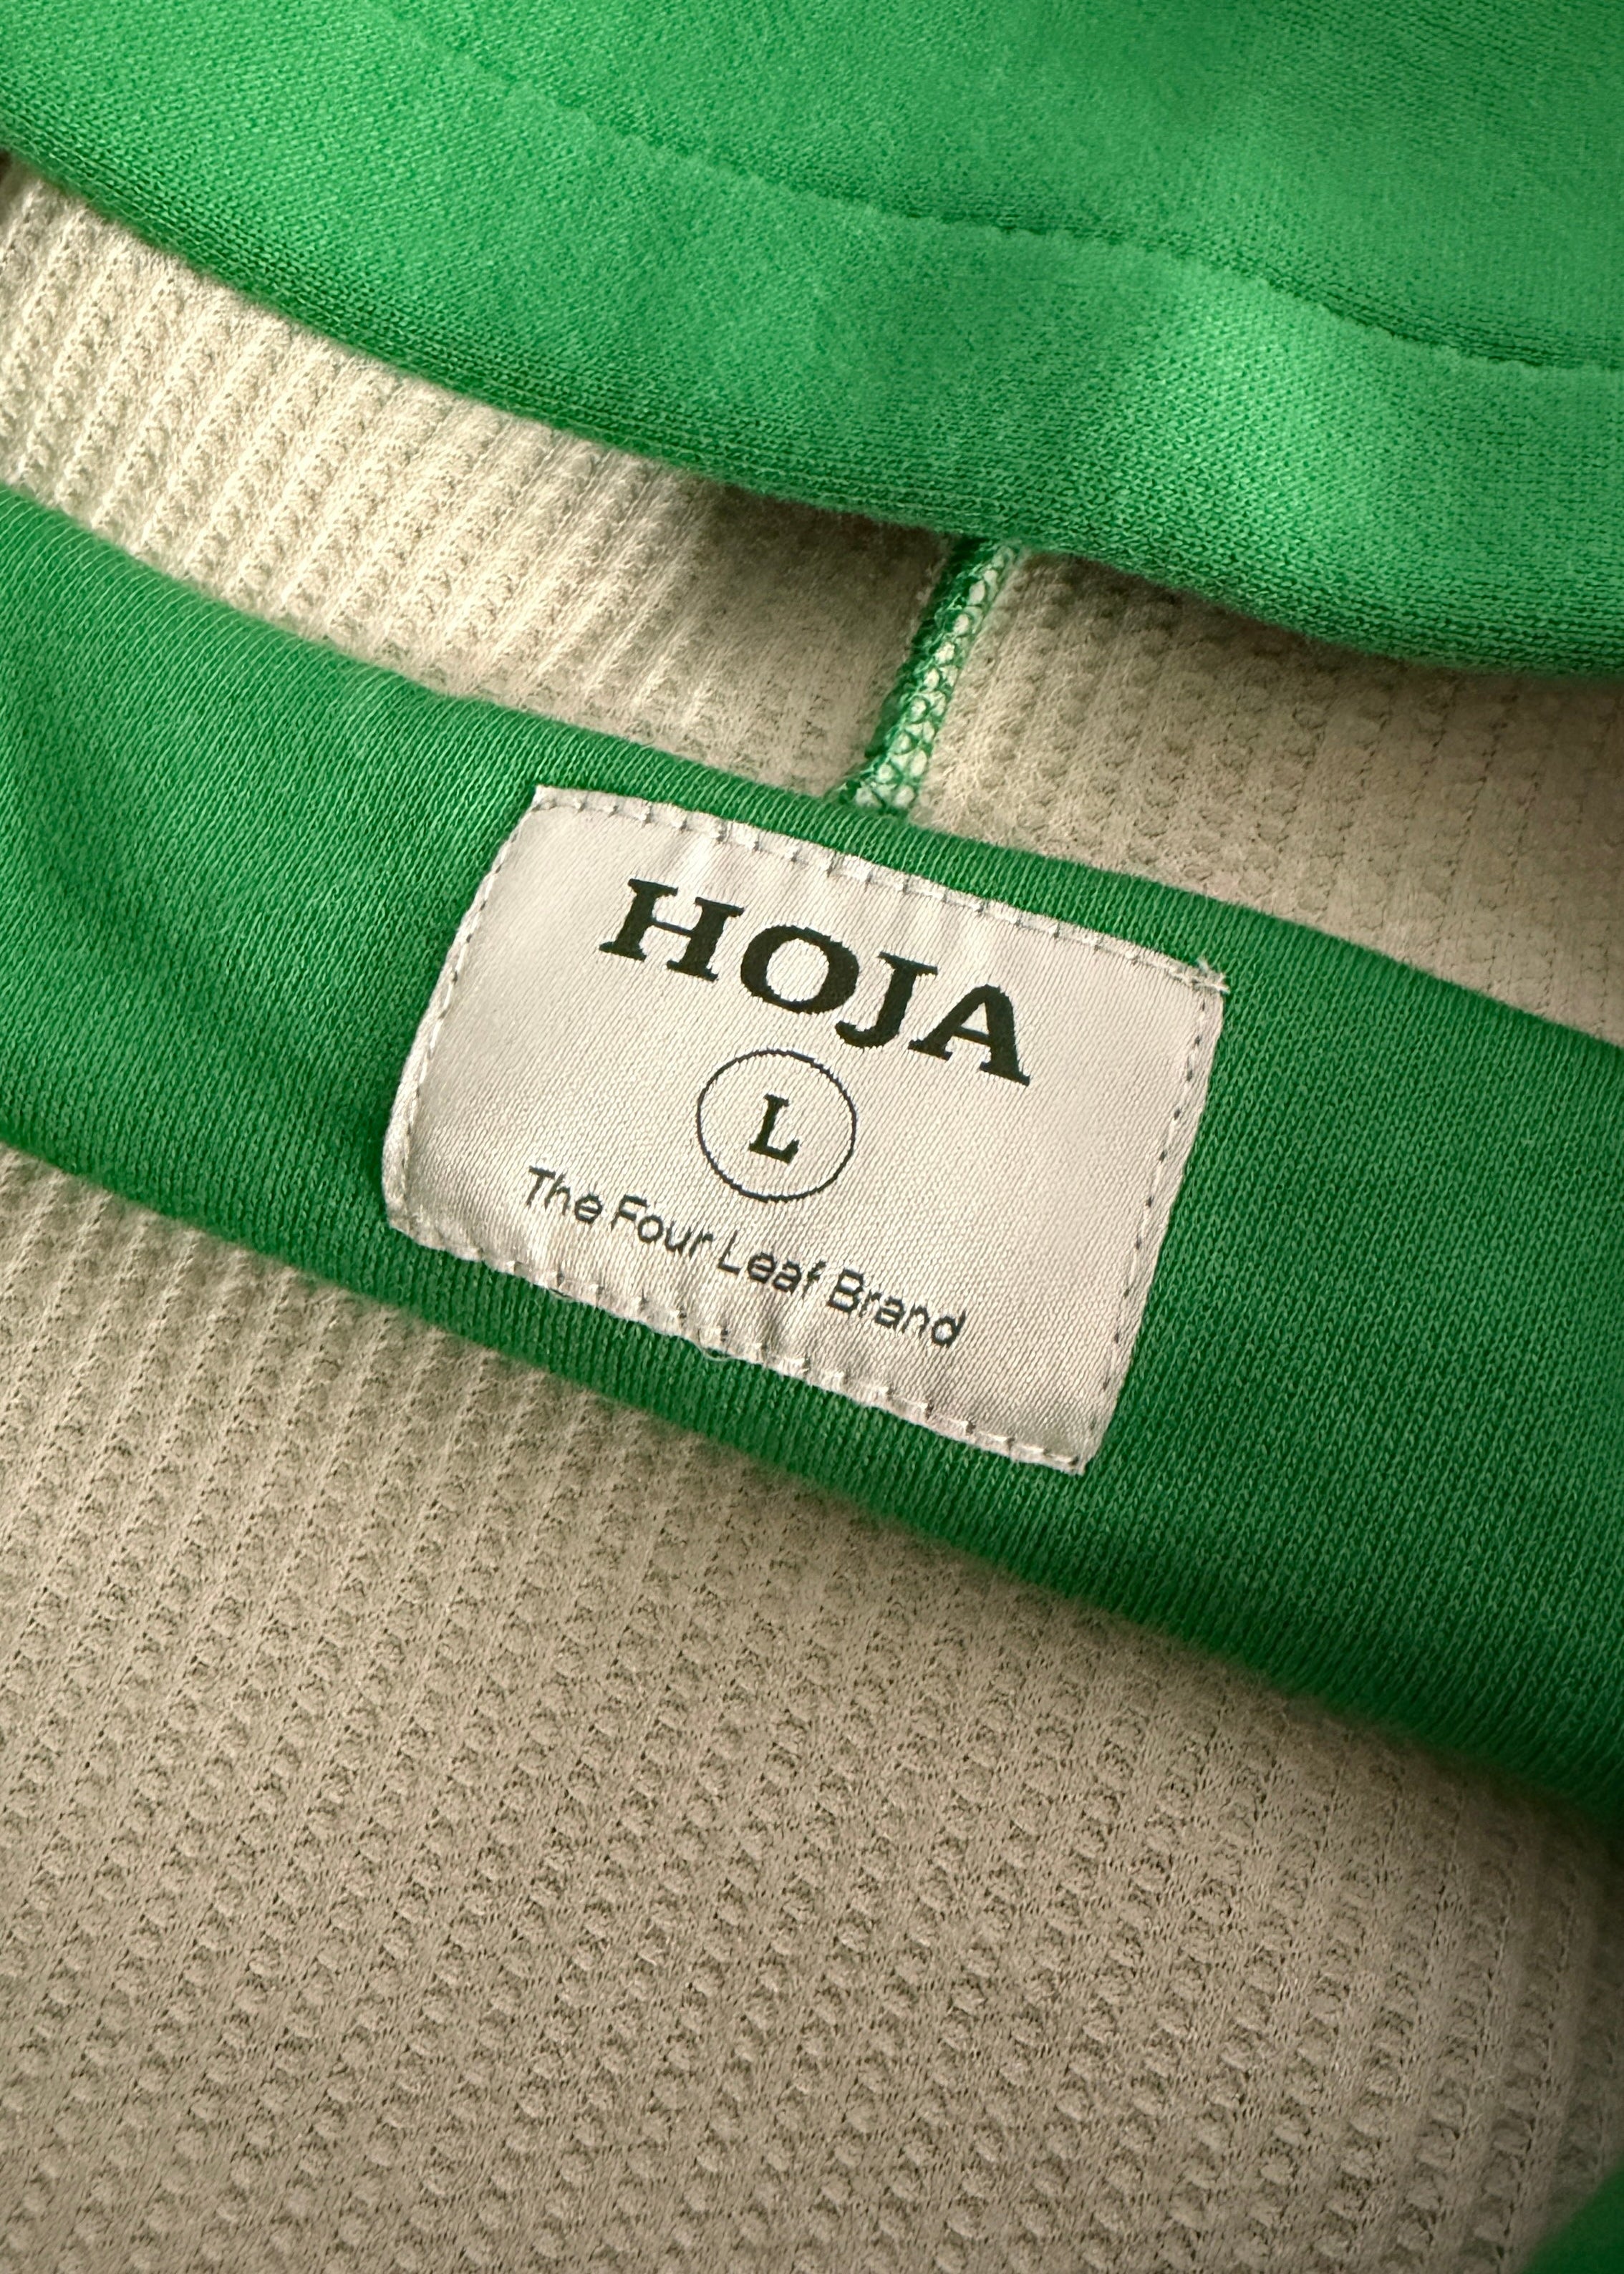 HOJA
L
The Four Leaf Brand